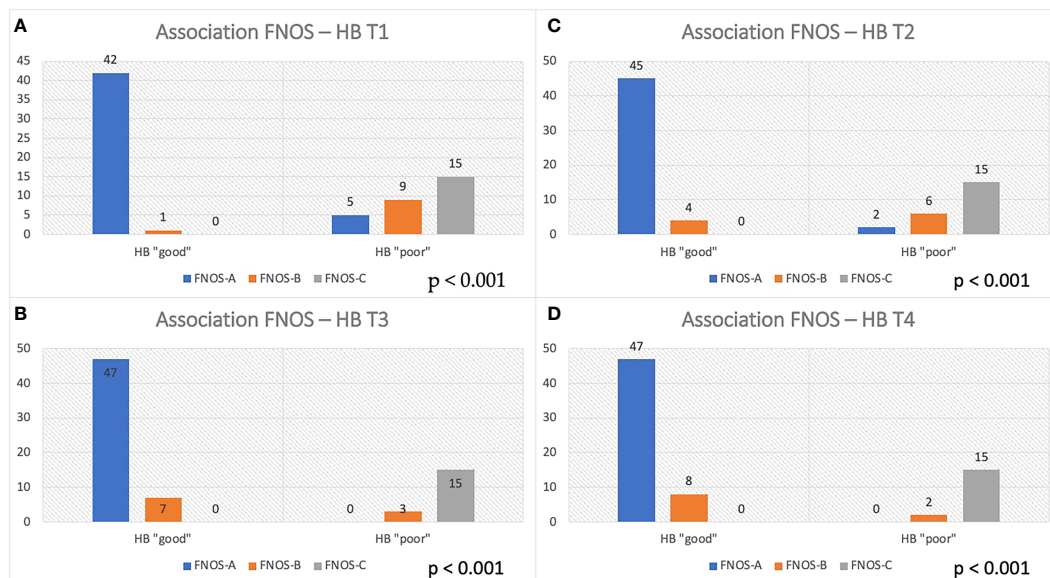 A
Association FNOS – HB T1
45
40
35
30
25
20
15
10
5
0
42
1
0
5
9
15
HB "good"
HB "poor"
FNOS-A FNOS-B FNOS-C
p < 0.001
C
Association FNOS – HB T2
50
40
30
20
10
0
45
4
0
2
6
15
HB "good"
HB "poor"
FNOS-A FNOS-B FNOS-C
p < 0.001
B
Association FNOS – HB T3
50
40
30
20
10
0
47
7
0
0
3
15
HB "good"
HB "poor"
FNOS-A FNOS-B FNOS-C
p < 0.001
D
Association FNOS – HB T4
50
40
30
20
10
0
47
8
0
0
2
15
HB "good"
HB "poor"
FNOS-A FNOS-B FNOS-C
p < 0.001